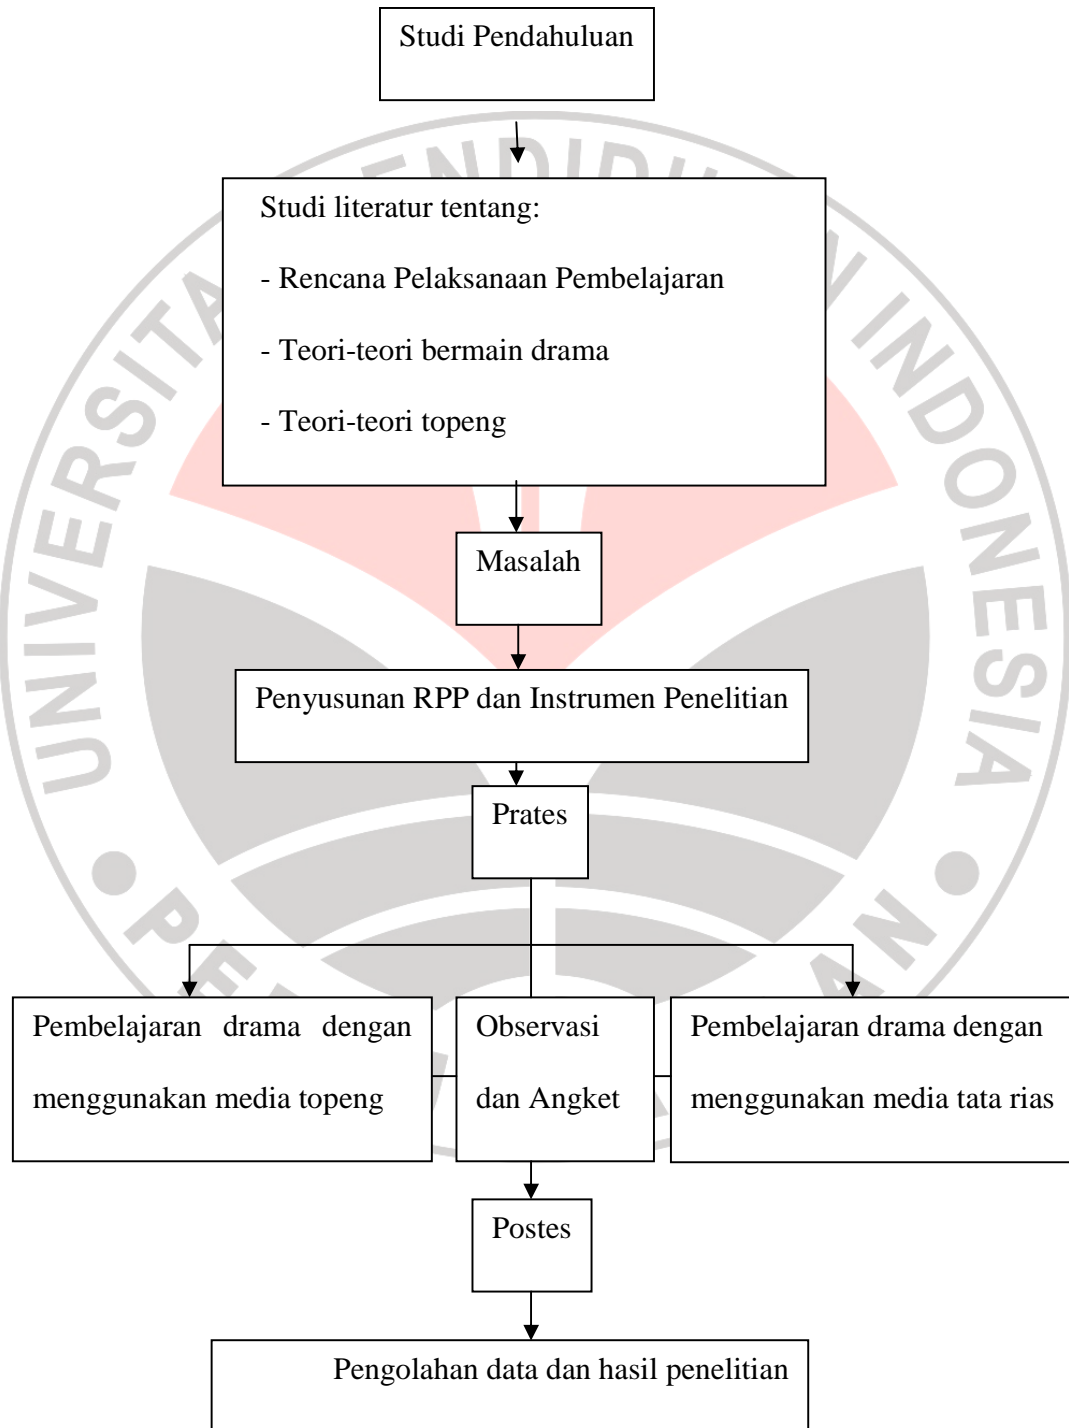 Studi Pendahuluan
Studi literatur tentang:
- Rencana Pelaksanaan Pembelajaran
- Teori-teori bermain drama
- Teori-teori topeng
Masalah
Penyusunan RPP dan Instrumen Penelitian
Prates
Pembelajaran drama dengan
menggunakan media topeng
Observasi
dan Angket
Pembelajaran drama dengan
menggunakan media tata rias
Postes
Pengolahan data dan hasil penelitian
INDONESIA